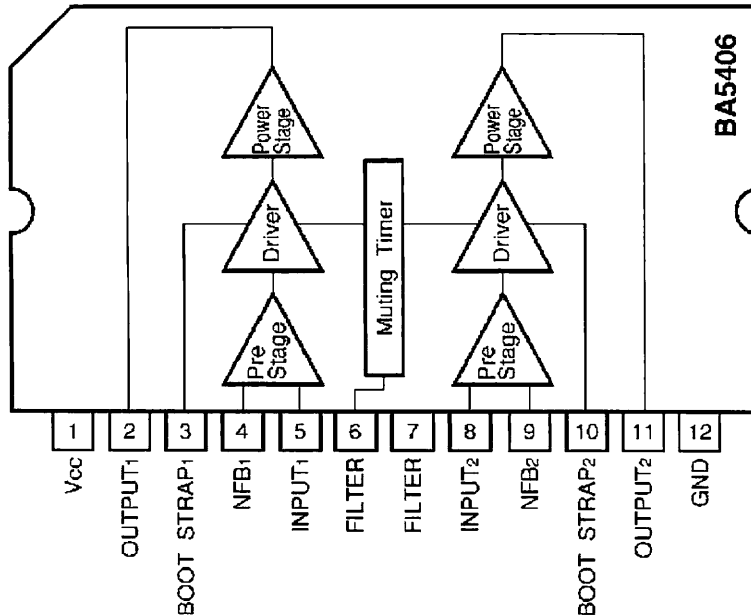 BA5406
Power
Stage
Power
Stage
Driver
Driver
Muting Timer
Pre
Stage
Pre
Stage
1 2 3 4 5 6 7 8 9 10 11 12
Vcc
OUTPUT1
BOOT STRAP1
NFB1
INPUT1
FILTER
FILTER
INPUT2
NFB2
BOOT STRAP2
OUTPUT2
GND